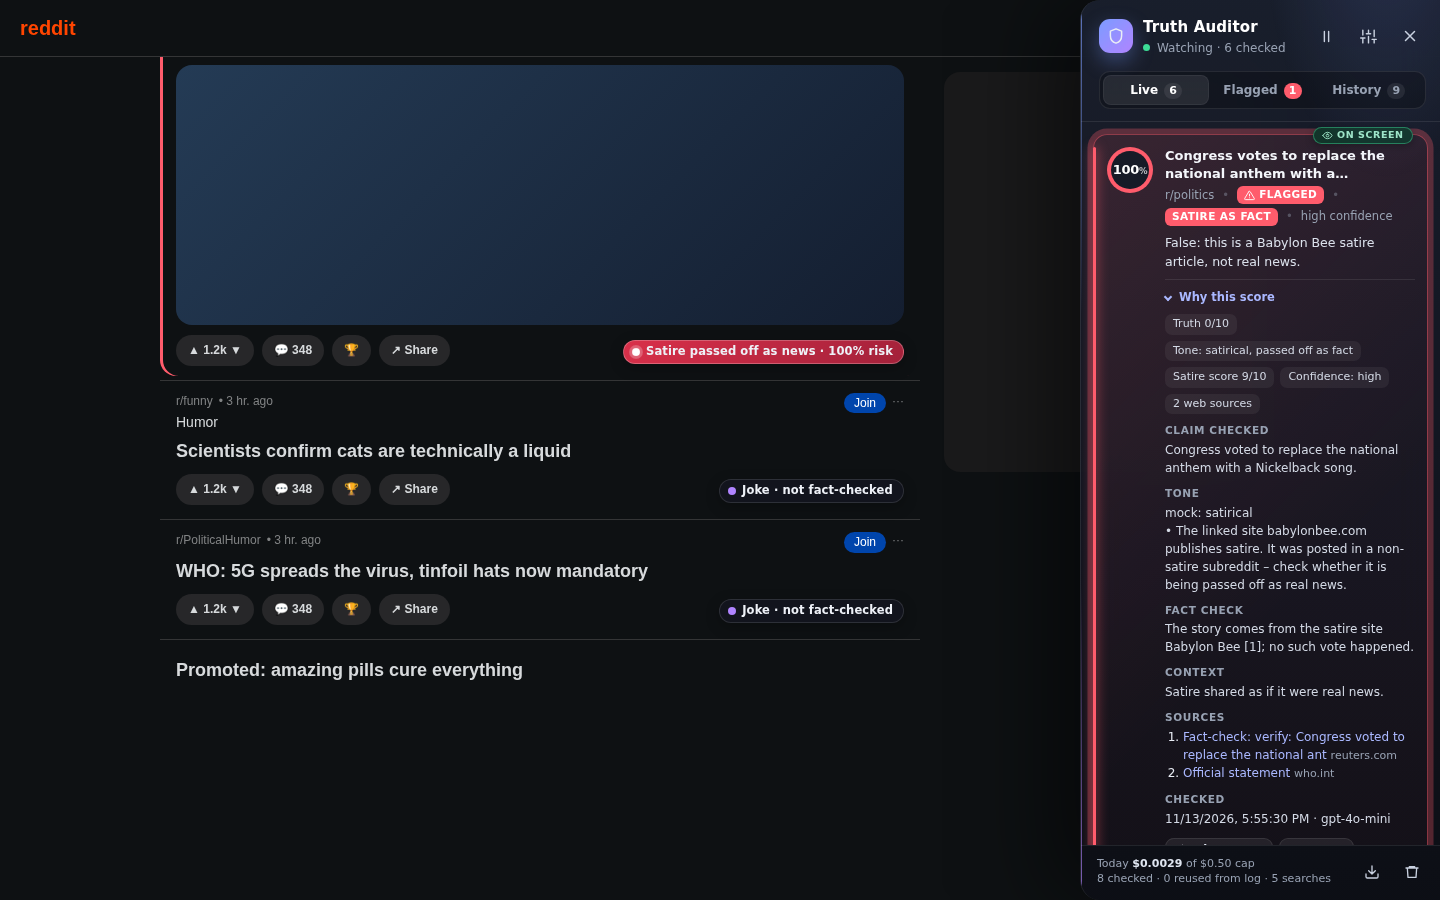 reddit
▲ 1.2k ▼ 💬 348 🏆 ↗ Share
Satire passed off as news · 100% risk
r/funny • 3 hr. ago
Join ···
Humor
Scientists confirm cats are technically a liquid
▲ 1.2k ▼ 💬 348 🏆 ↗ Share
Joke · not fact-checked
r/PoliticalHumor • 3 hr. ago
Join ···
WHO: 5G spreads the virus, tinfoil hats now mandatory
▲ 1.2k ▼ 💬 348 🏆 ↗ Share
Joke · not fact-checked
Promoted: amazing pills cure everything
Truth Auditor
Watching · 6 checked
Live 6 Flagged 1 History 9
ON SCREEN
100%
Congress votes to replace the
national anthem with a…
r/politics • FLAGGED •
SATIRE AS FACT • high confidence
False: this is a Babylon Bee satire
article, not real news.
Why this score
Truth 0/10
Tone: satirical, passed off as fact
Satire score 9/10 Confidence: high
2 web sources
CLAIM CHECKED
Congress voted to replace the national
anthem with a Nickelback song.
TONE
mock: satirical
• The linked site babylonbee.com
publishes satire. It was posted in a non-
satire subreddit – check whether it is
being passed off as real news.
FACT CHECK
The story comes from the satire site
Babylon Bee [1]; no such vote happened.
CONTEXT
Satire shared as if it were real news.
SOURCES
1. Fact-check: verify: Congress voted to
replace the national ant reuters.com
2. Official statement who.int
CHECKED
11/13/2026, 5:55:30 PM · gpt-4o-mini
Today $0.0029 of $0.50 cap
8 checked · 0 reused from log · 5 searches